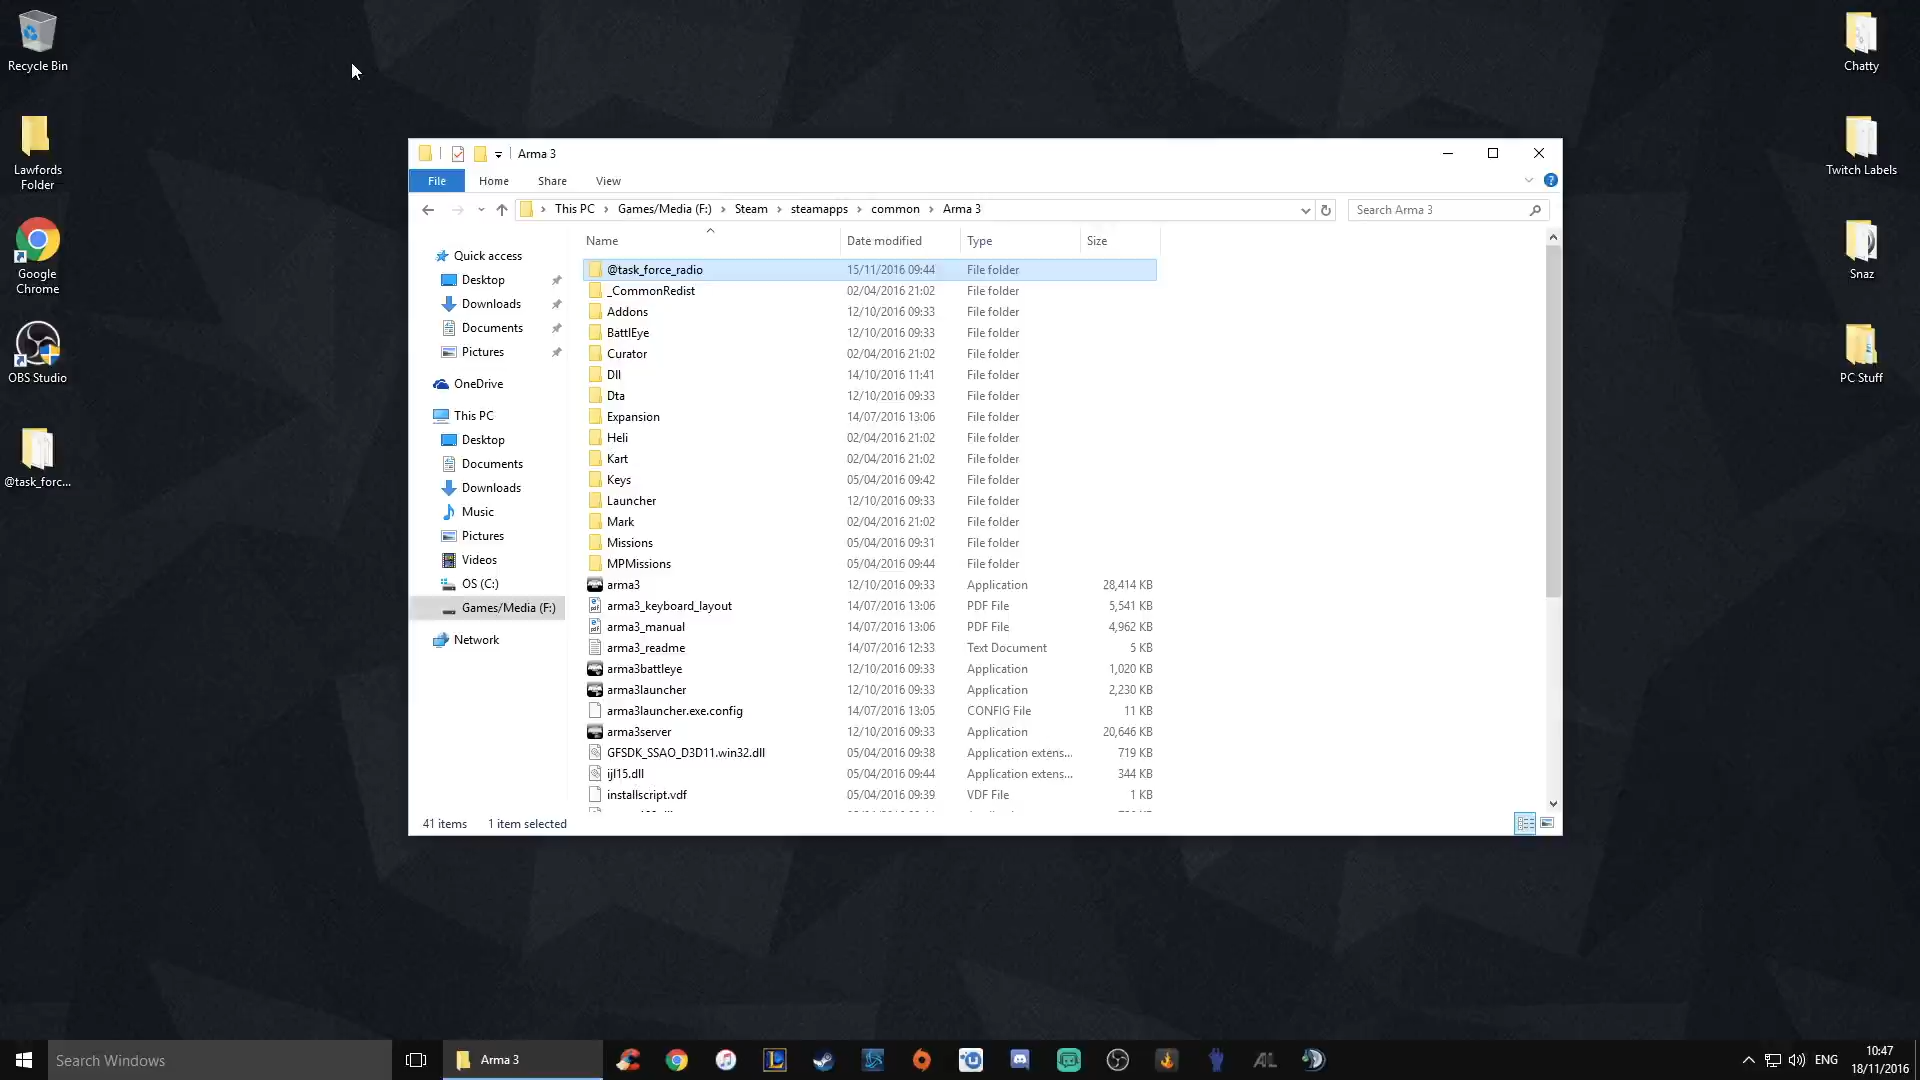 Recycle Bin
Lawfords
Folder
Google
Chrome
OBS Studio
@task_forc...
Chatty
Twitch Labels
Snaz
PC Stuff
Arma 3
File Home Share View
This PC Games/Media (F:) Steam steamapps common Arma 3
Search Arma 3
Quick access
Desktop
Downloads
Documents
Pictures
OneDrive
This PC
Desktop
Documents
Downloads
Music
Pictures
Videos
OS (C:)
Games/Media (F:)
Network
Name Date modified Type Size
@task_force_radio 15/11/2016 09:44 File folder
_CommonRedist 02/04/2016 21:02 File folder
Addons 12/10/2016 09:33 File folder
BattlEye 12/10/2016 09:33 File folder
Curator 02/04/2016 21:02 File folder
Dll 14/10/2016 11:41 File folder
Dta 12/10/2016 09:33 File folder
Expansion 14/07/2016 13:06 File folder
Heli 02/04/2016 21:02 File folder
Kart 02/04/2016 21:02 File folder
Keys 05/04/2016 09:42 File folder
Launcher 12/10/2016 09:33 File folder
Mark 02/04/2016 21:02 File folder
Missions 05/04/2016 09:31 File folder
MPMissions 05/04/2016 09:44 File folder
arma3 12/10/2016 09:33 Application 28,414 KB
arma3_keyboard_layout 14/07/2016 13:06 PDF File 5,541 KB
arma3_manual 14/07/2016 13:06 PDF File 4,962 KB
arma3_readme 14/07/2016 12:33 Text Document 5 KB
arma3battleye 12/10/2016 09:33 Application 1,020 KB
arma3launcher 12/10/2016 09:33 Application 2,230 KB
arma3launcher.exe.config 14/07/2016 13:05 CONFIG File 11 KB
arma3server 12/10/2016 09:33 Application 20,646 KB
GFSDK_SSAO_D3D11.win32.dll 05/04/2016 09:38 Application extens... 719 KB
ijl15.dll 05/04/2016 09:44 Application extens... 344 KB
installscript.vdf 05/04/2016 09:39 VDF File 1 KB
41 items 1 item selected
Search Windows
Arma 3
AL
ENG
10:47
18/11/2016